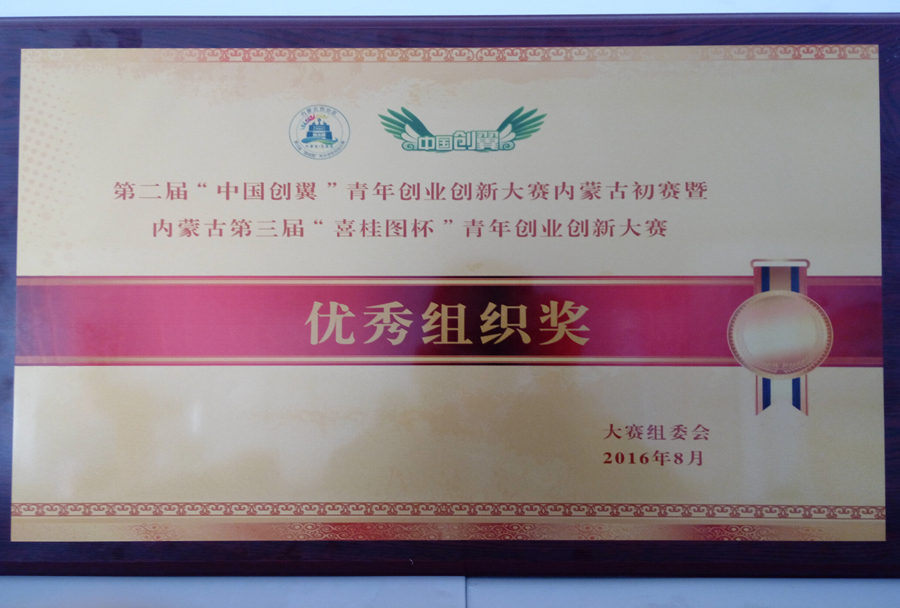 中国创翼
第二届“中国创翼”青年创业创新大赛内蒙古初赛暨
内蒙古第三届“喜桂图杯”青年创业创新大赛
优秀组织奖
大赛组委会
2016年8月